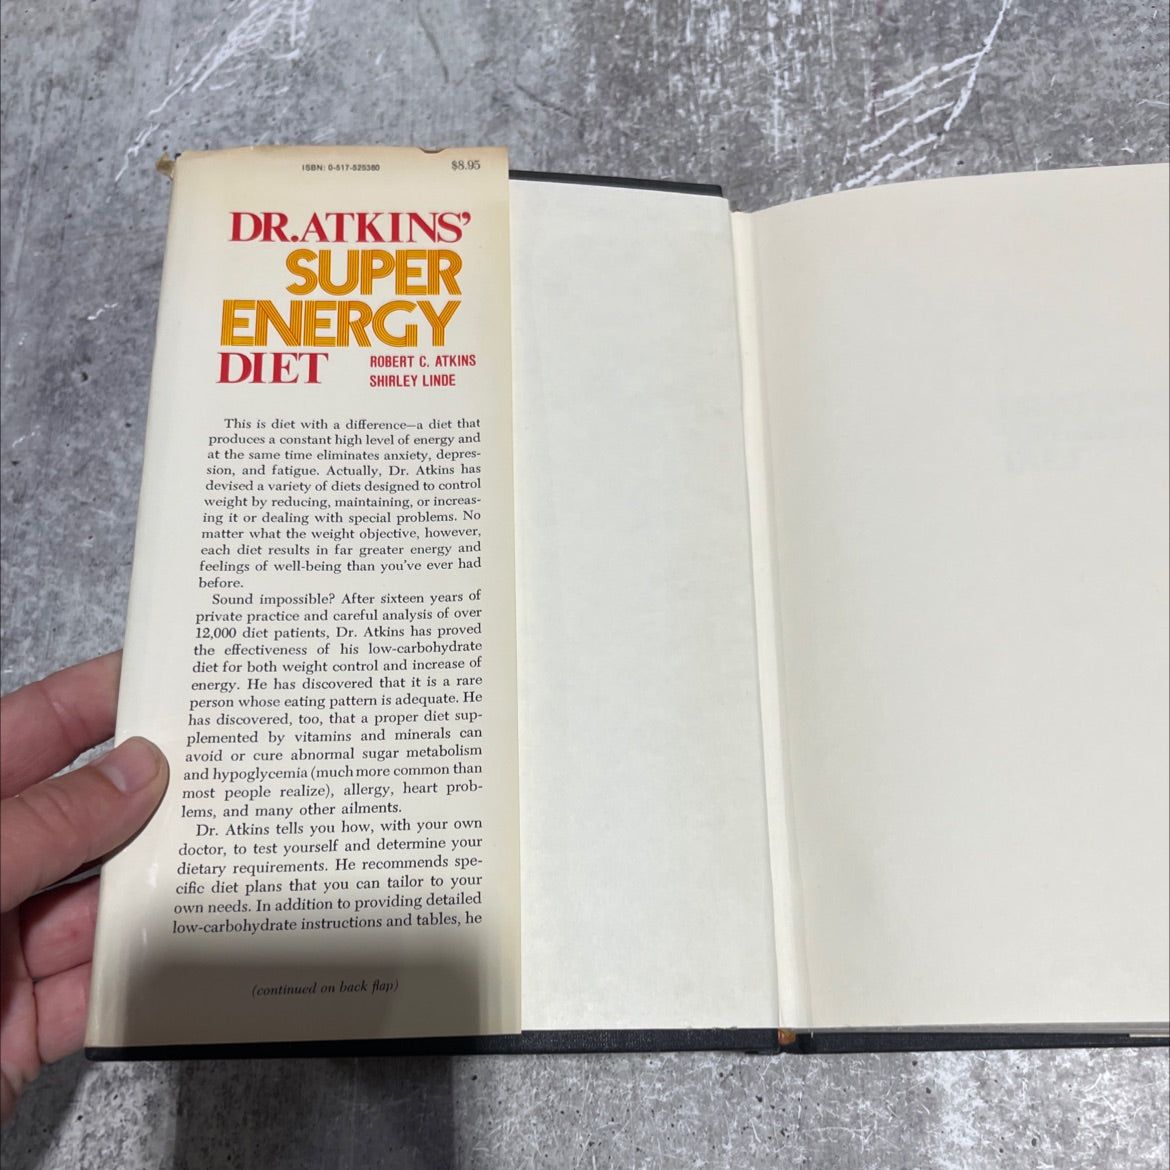 ISBN: 0-517-525380 $8.95
DR. ATKINS'
SUPER
ENERGY
DIET ROBERT C. ATKINS
SHIRLEY LINDE
This is diet with a difference—a diet that
produces a constant high level of energy and
at the same time eliminates anxiety, depres-
sion, and fatigue. Actually, Dr. Atkins has
devised a variety of diets designed to control
weight by reducing, maintaining, or increas-
ing it or dealing with special problems. No
matter what the weight objective, however,
each diet results in far greater energy and
feelings of well-being than you've ever had
before.
Sound impossible? After sixteen years of
private practice and careful analysis of over
12,000 diet patients, Dr. Atkins has proved
the effectiveness of his low-carbohydrate
diet for both weight control and increase of
energy. He has discovered that it is a rare
person whose eating pattern is adequate. He
has discovered, too, that a proper diet sup-
plemented by vitamins and minerals can
avoid or cure abnormal sugar metabolism
and hypoglycemia (much more common than
most people realize), allergy, heart prob-
lems, and many other ailments.
Dr. Atkins tells you how, with your own
doctor, to test yourself and determine your
dietary requirements. He recommends spe-
cific diet plans that you can tailor to your
own needs. In addition to providing detailed
low-carbohydrate instructions and tables, he
(continued on back flap)